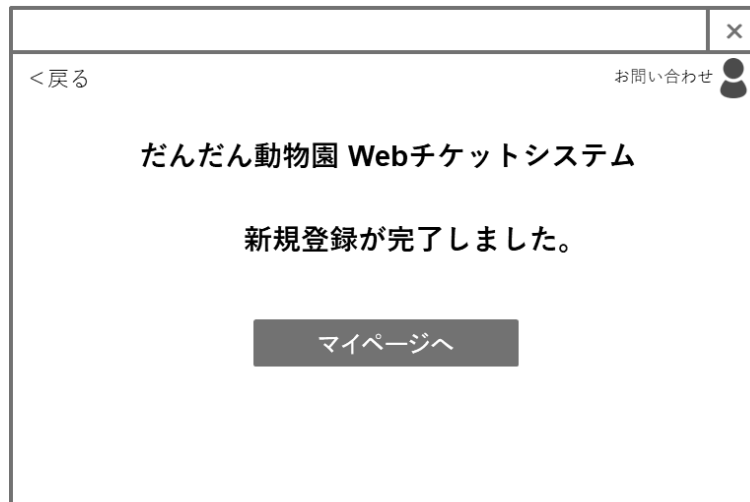 <戻る
お問い合わせ
だんだん動物園 Webチケットシステム
新規登録が完了しました。
マイページへ